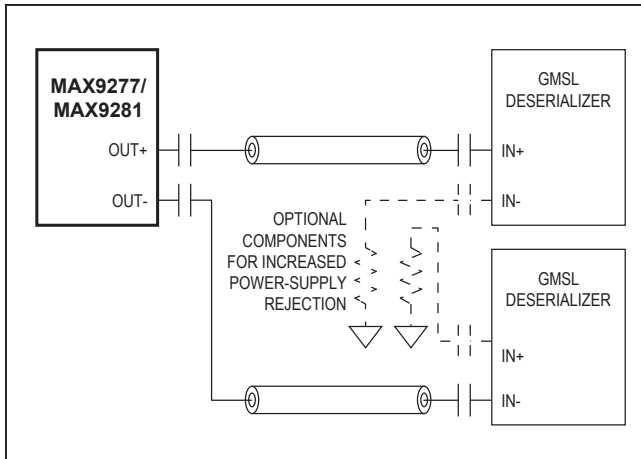 MAX9277/
MAX9281
OUT+
OUT-
GMSL
DESERIALIZER
IN+
IN-
OPTIONAL
COMPONENTS
FOR INCREASED
POWER-SUPPLY
REJECTION
GMSL
DESERIALIZER
IN+
IN-